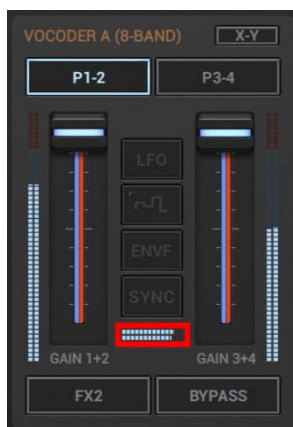 VOCODER A (8-BAND) X-Y
P1-2 P3-4
LFO
ENVF
SYNC
GAIN 1+2 GAIN 3+4
FX2 BYPASS